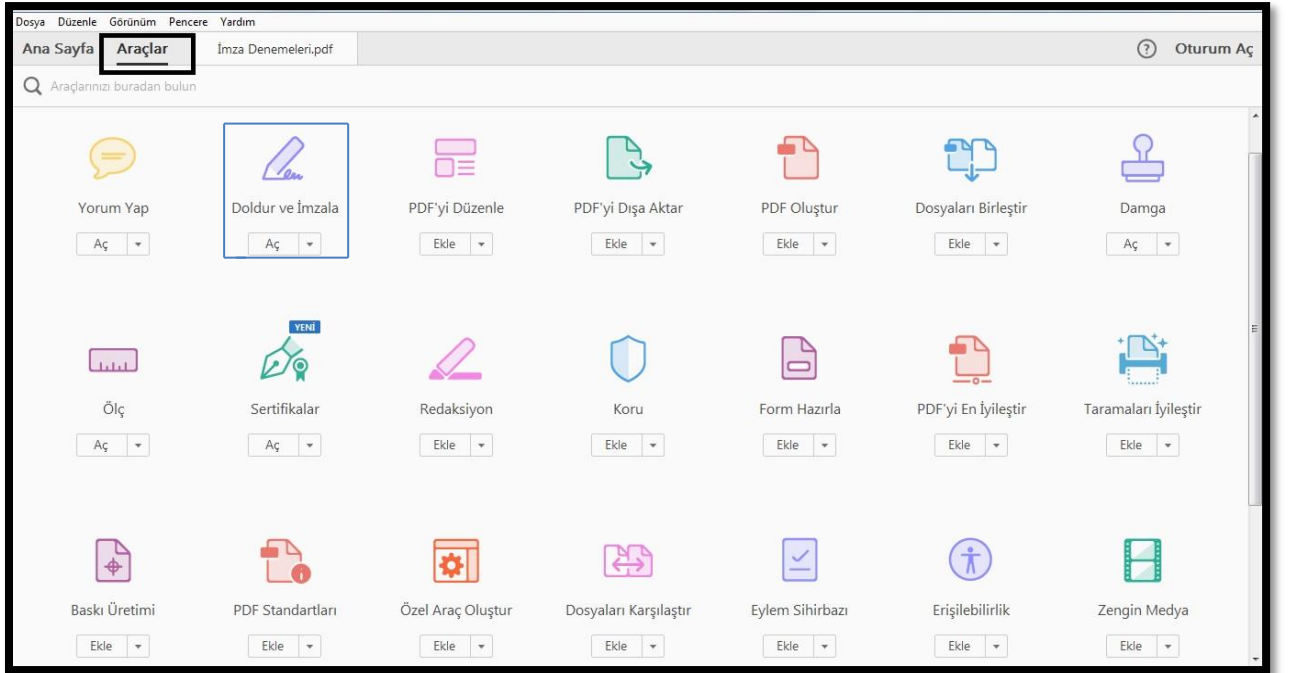 Dosya Düzenle Görünüm Pencere Yardım
Ana Sayfa Araçlar İmza Denemeleri.pdf ? Oturum Aç
Araçlarınızı buradan bulun
Yorum Yap Doldur ve İmzala PDF'yi Düzenle PDF'yi Dışa Aktar PDF Oluştur Dosyaları Birleştir Damga
Aç Aç Ekle Ekle Ekle Ekle Aç
YENİ
Ölç Sertifikalar Redaksiyon Koru Form Hazırla PDF'yi En İyileştir Taramaları İyileştir
Aç Aç Ekle Ekle Ekle Ekle Ekle
Baskı Üretimi PDF Standartları Özel Araç Oluştur Dosyaları Karşılaştır Eylem Sihirbazı Erişilebilirlik Zengin Medya
Ekle Ekle Ekle Ekle Ekle Ekle Ekle